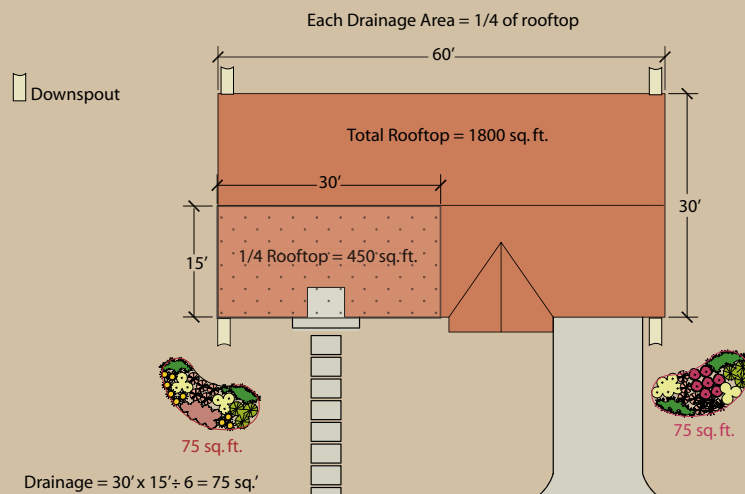 Each Drainage Area = 1/4 of rooftop
60’
Downspout
Total Rooftop = 1800 sq. ft.
30’
30’
15’
1/4 Rooftop = 450 sq. ft.
75 sq. ft.
75 sq. ft.
Drainage = 30’ x 15’÷ 6 = 75 sq.’